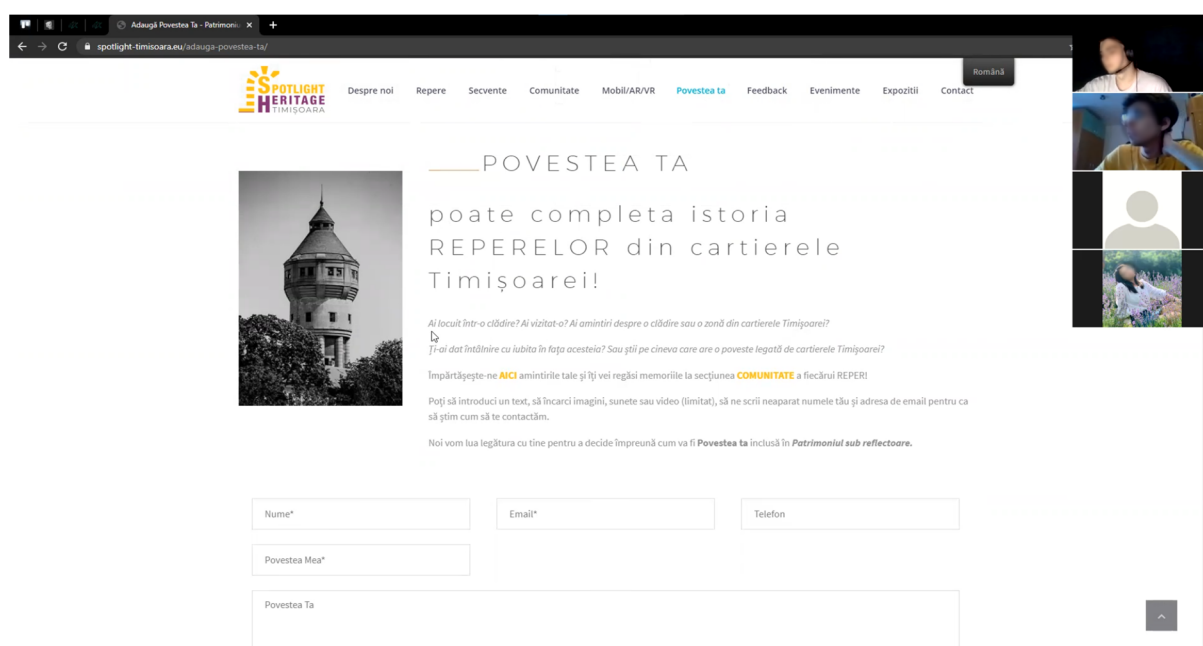 Adaugă Povestea Ta - Patrimoniu
spotlight-timisoara.eu/adauga-povestea-ta/
Română
SPOTLIGHT
HERITAGE
TIMIȘOARA
Despre noi Repere Secvente Comunitate Mobil/AR/VR Povestea ta Feedback Evenimente Expozitii Contact
POVESTEA TA
poate completa istoria
REPERELOR din cartierele
Timișoarei!
Ai locuit într-o clădire? Ai vizitat-o? Ai amintiri despre o clădire sau o zonă din cartierele Timișoarei?
Ți-ai dat întâlnire cu iubita în fața acesteia? Sau știi pe cineva care are o poveste legată de cartierele Timișoarei?
Împărtășește-ne AICI amintirile tale și îți vei regăsi memoriile la secțiunea COMUNITATE a fiecărui REPER!
Poți să introduci un text, să încarci imagini, sunete sau video (limitat), să ne scrii neaparat numele tău și adresa de email pentru ca
să știm cum să te contactăm.
Noi vom lua legătura cu tine pentru a decide împreună cum va fi Povestea ta inclusă în Patrimoniul sub reflectoare.
Nume* Email* Telefon
Povestea Mea*
Povestea Ta